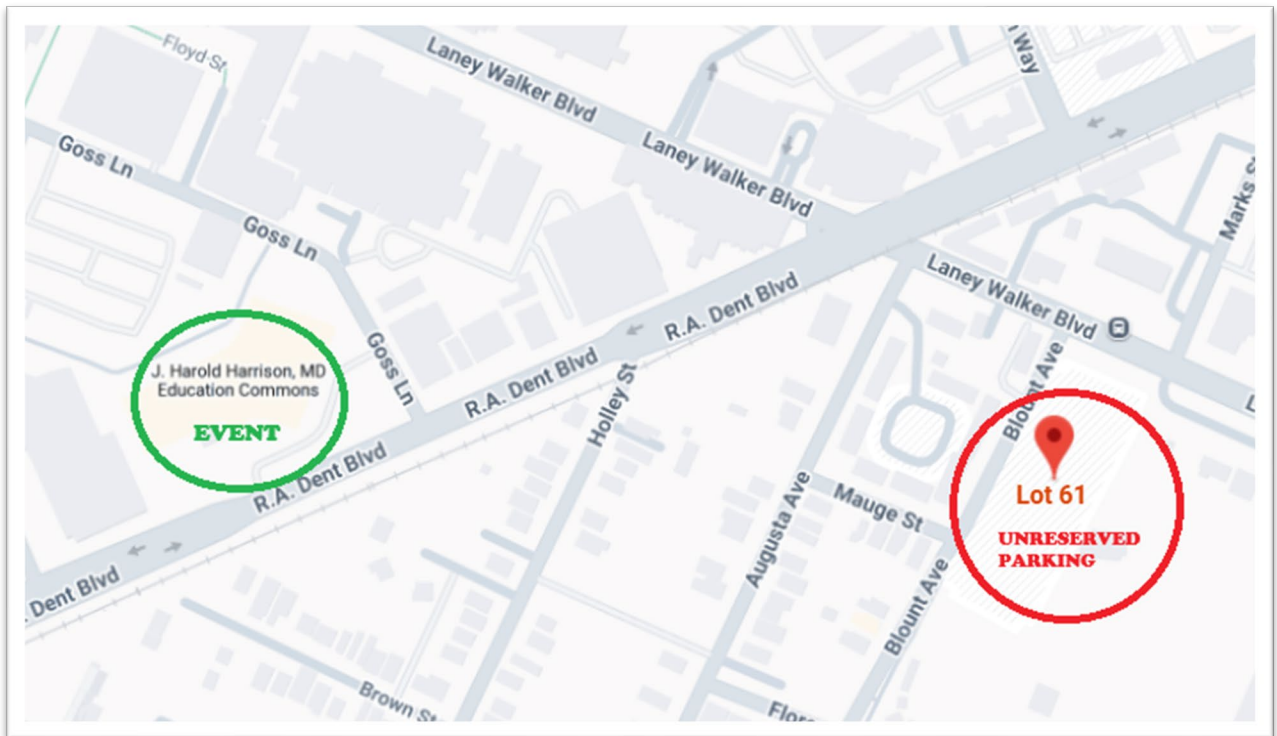 Floyd St
Laney Walker Blvd
n Way
Goss Ln
Laney Walker Blvd
Marks S
Goss Ln
Laney Walker Blvd
R.A. Dent Blvd
Goss Ln
J. Harold Harrison, MD
Education Commons
EVENT
R.A. Dent Blvd
Holley St
Blount Ave
L
R.A. Dent Blvd
Augusta Ave
Mauge St
Lot 61
UNRESERVED
PARKING
. Dent Blvd
Blount Ave
Brown St
Flor